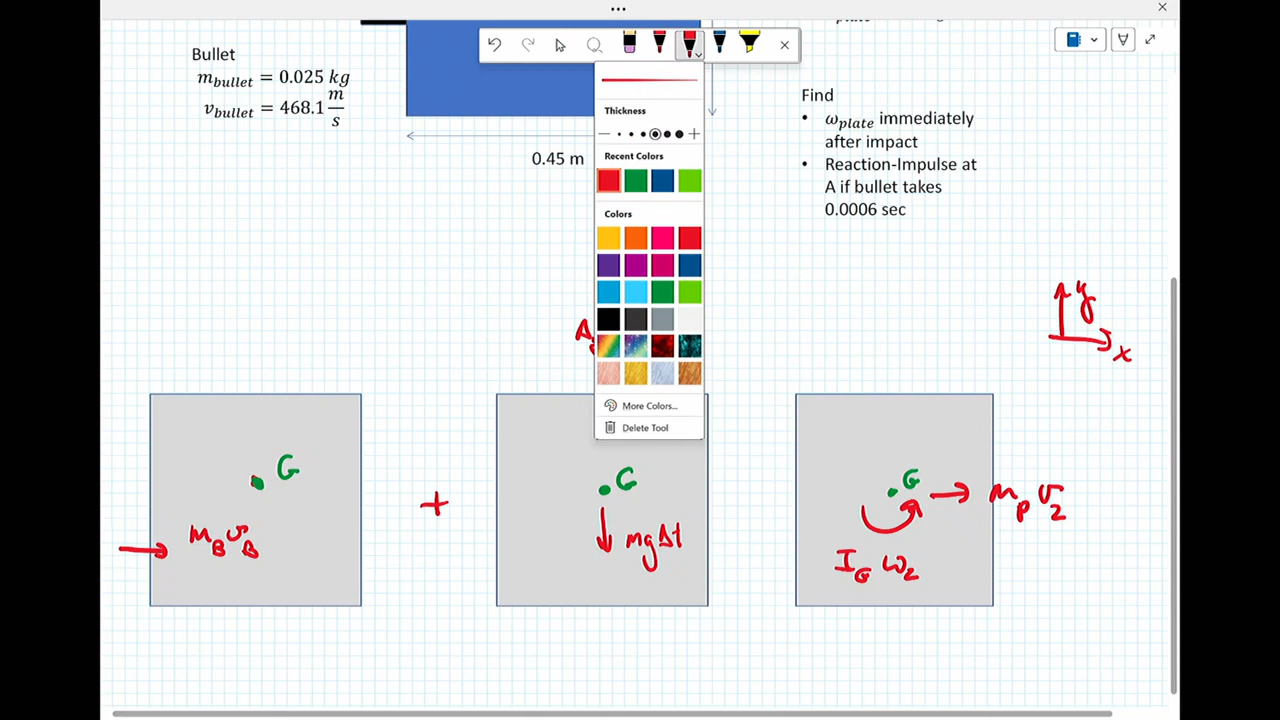 Bullet
m_bullet = 0.025 kg
v_bullet = 468.1 m/s
0.45 m
plate
Find
• ω_plate immediately
after impact
• Reaction-Impulse at
A if bullet takes
0.0006 sec
Thickness
Recent Colors
Colors
More Colors...
Delete Tool
y
x
A
G
m_B v_B
+
G
mgΔt
G
m_p v_2
I_G ω_2